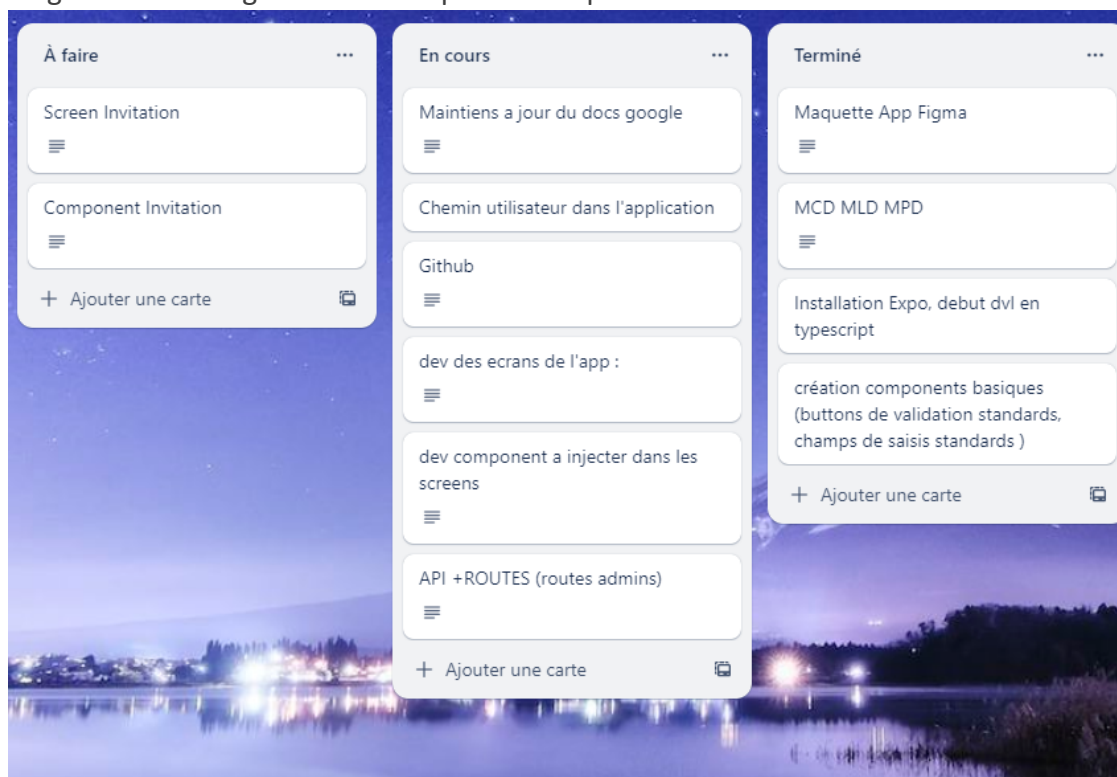 À faire
Screen Invitation
Component Invitation
+ Ajouter une carte
En cours
Maintiens a jour du docs google
Chemin utilisateur dans l'application
Github
dev des ecrans de l'app :
dev component a injecter dans les
screens
API +ROUTES (routes admins)
+ Ajouter une carte
Terminé
Maquette App Figma
MCD MLD MPD
Installation Expo, debut dvl en
typescript
création components basiques
(buttons de validation standards,
champs de saisis standards )
+ Ajouter une carte